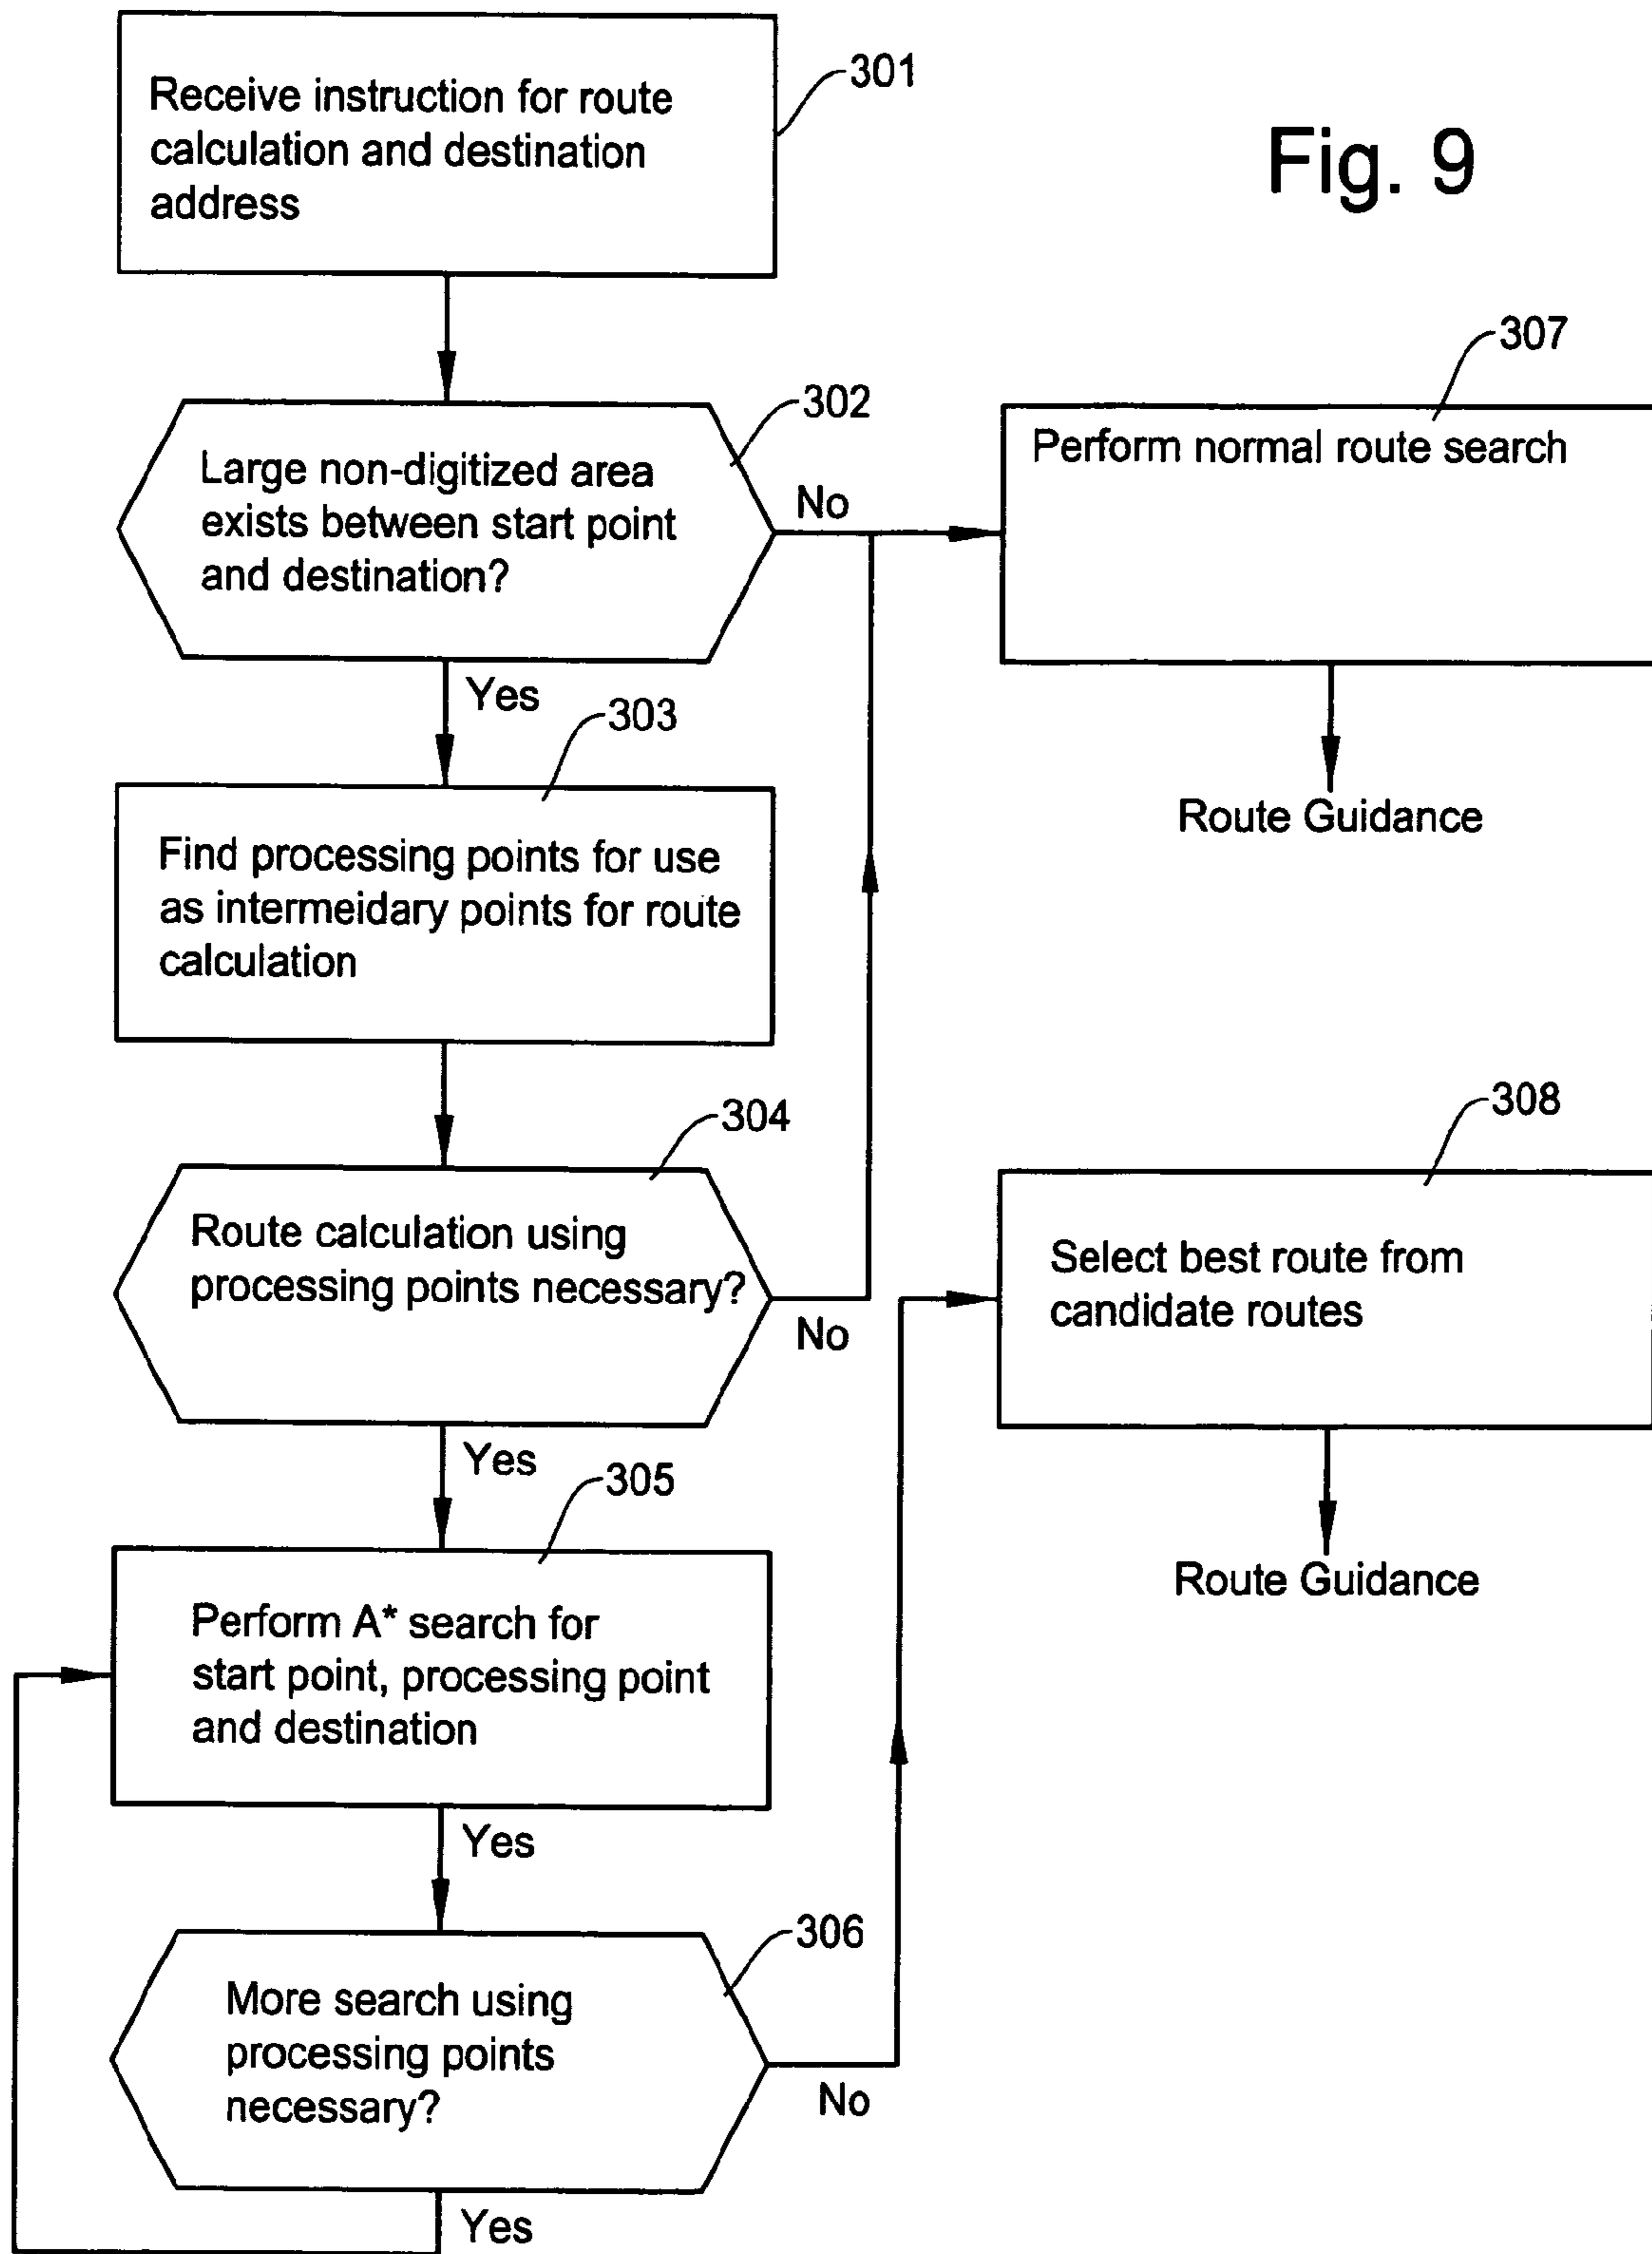 Fig. 9
301
Receive instruction for route
calculation and destination
address
302
Large non-digitized area
exists between start point
and destination?
No
Yes
307
Perform normal route search
Route Guidance
303
Find processing points for use
as intermeidary points for route
calculation
304
Route calculation using
processing points necessary?
No
Yes
305
Perform A* search for
start point, processing point
and destination
Yes
306
More search using
processing points
necessary?
No
Yes
308
Select best route from
candidate routes
Route Guidance